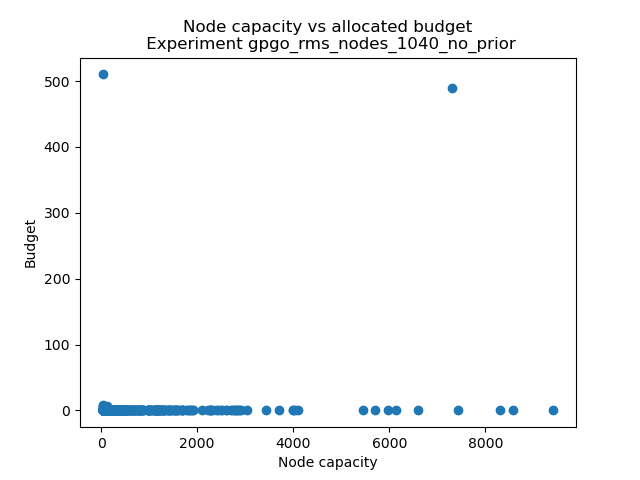 Node capacity vs allocated budget
Experiment gpgo_rms_nodes_1040_no_prior
500
400
300
200
100
0
Budget
0 2000 4000 6000 8000
Node capacity